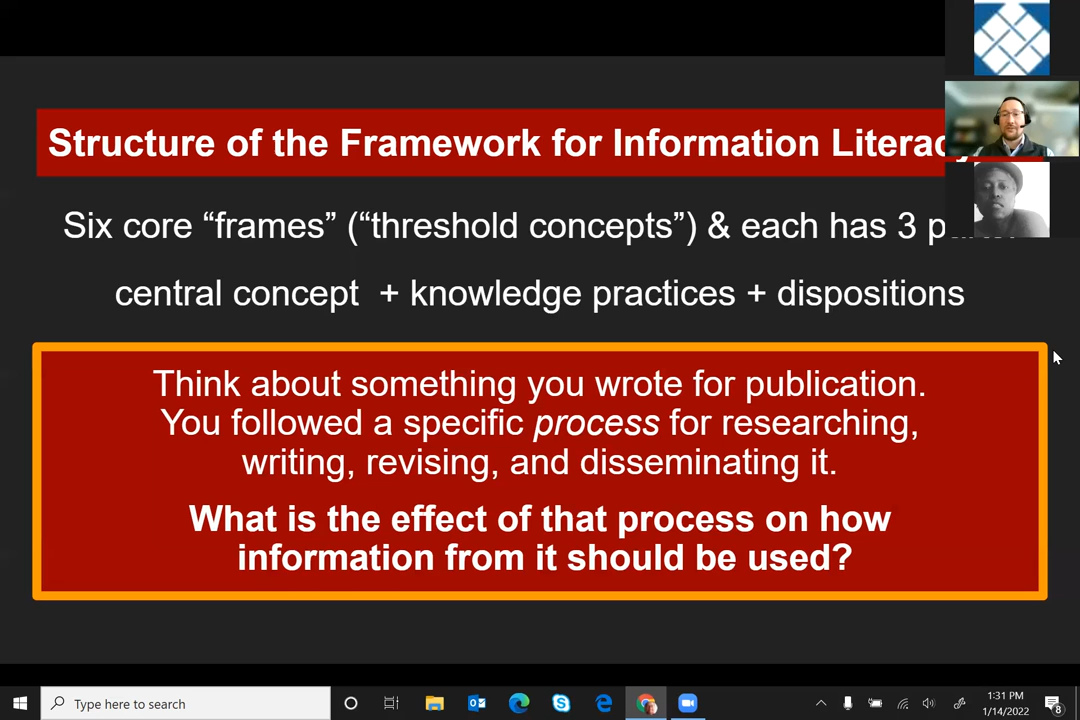 Structure of the Framework for Information
Six core “frames” (“threshold concepts”) & each has 3
central concept + knowledge practices + dispositions
Think about something you wrote for publication.
You followed a specific process for researching,
writing, revising, and disseminating it.
What is the effect of that process on how
information from it should be used?
Type here to search
1:31 PM
1/14/2022
8